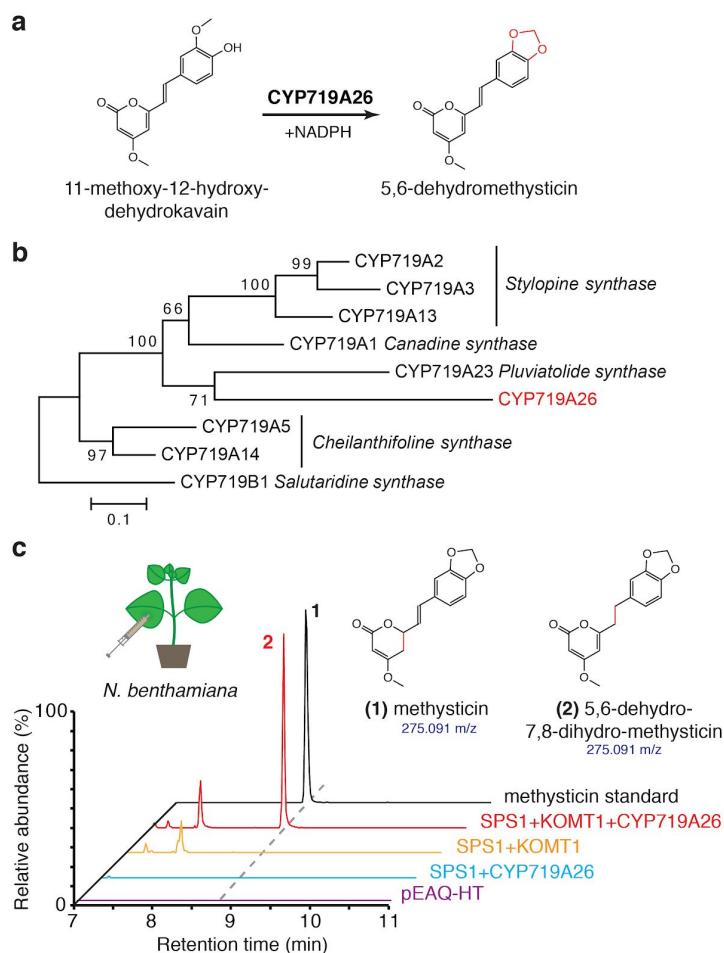 a
O
OH
O
O
O
CYP719A26
+NADPH
O
O
O
O
O
11-methoxy-12-hydroxy-
dehydrokavain
5,6-dehydromethysticin
b
99
CYP719A2
100
CYP719A3
Stylopine synthase
66
CYP719A13
100
CYP719A1 Canadine synthase
CYP719A23 Pluviatolide synthase
71
CYP719A26
CYP719A5
97
CYP719A14
Cheilanthifoline synthase
CYP719B1 Salutaridine synthase
0.1
c
N. benthamiana
1
2
O
O
O
O
O
(1) methysticin
275.091 m/z
O
O
O
O
O
(2) 5,6-dehydro-
7,8-dihydro-methysticin
275.091 m/z
100
Relative abundance (%)
0
methysticin standard
SPS1+KOMT1+CYP719A26
SPS1+KOMT1
SPS1+CYP719A26
pEAQ-HT
7 8 9 10 11
Retention time (min)